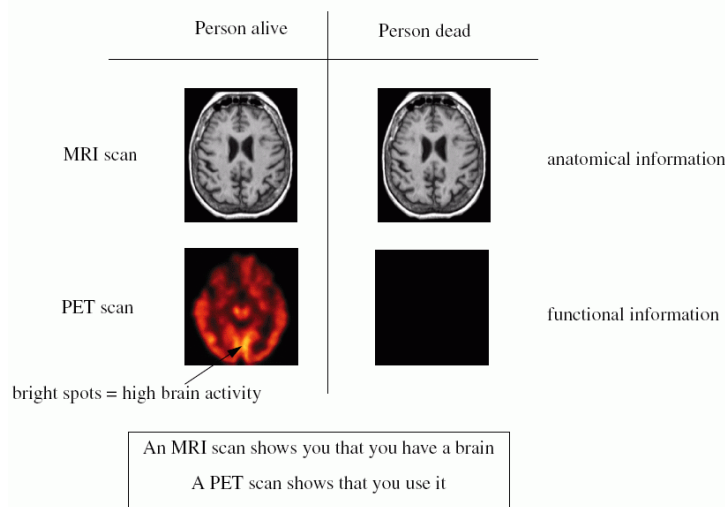 Person alive
Person dead
MRI scan
anatomical information
PET scan
functional information
bright spots = high brain activity
An MRI scan shows you that you have a brain
A PET scan shows that you use it